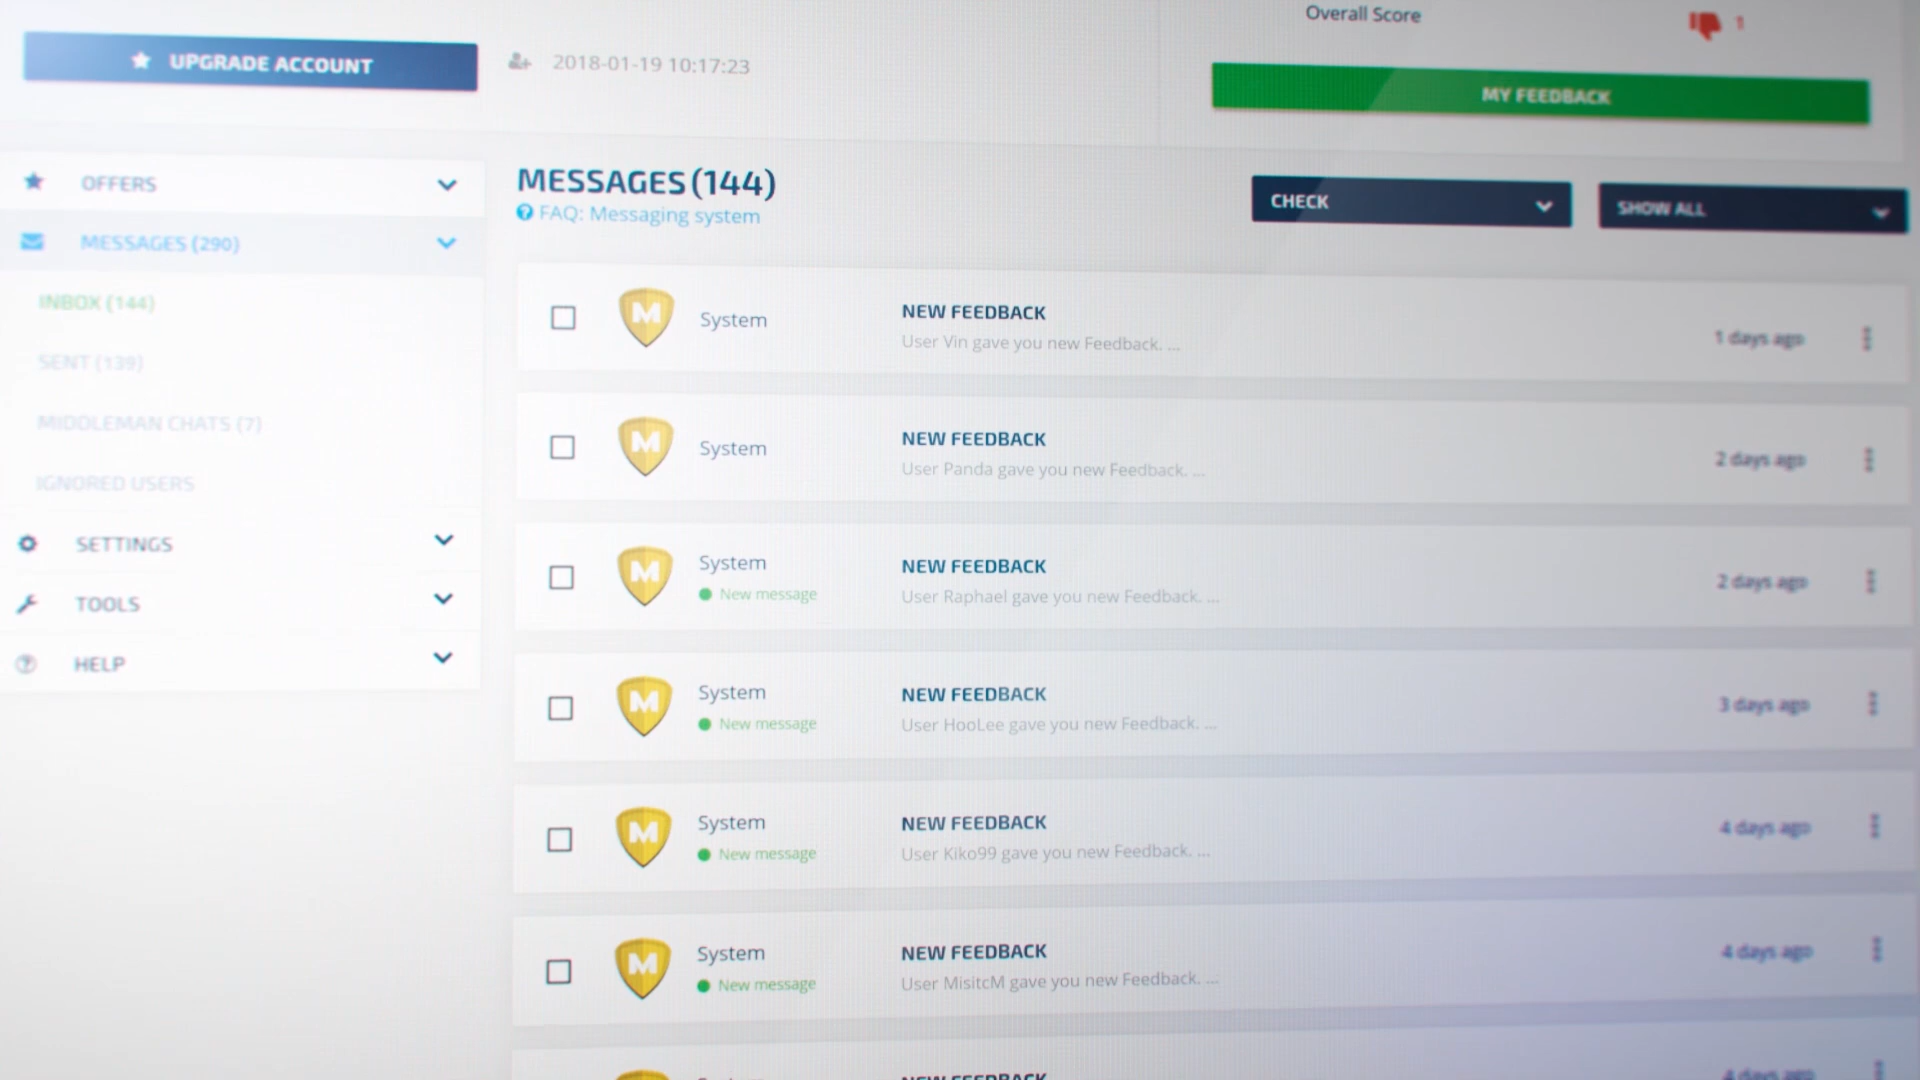 Overall Score
1
UPGRADE ACCOUNT
2018-01-19 10:17:23
MY FEEDBACK
OFFERS
MESSAGES (290)
INBOX (144)
SENT (139)
MIDDLEMAN CHATS (7)
IGNORED USERS
SETTINGS
TOOLS
HELP
MESSAGES (144)
FAQ: Messaging system
CHECK
SHOW ALL
M
System
NEW FEEDBACK
User Vin gave you new Feedback. ...
1 days ago
M
System
NEW FEEDBACK
User Panda gave you new Feedback. ...
2 days ago
M
System
New message
NEW FEEDBACK
User Raphael gave you new Feedback. ...
2 days ago
M
System
New message
NEW FEEDBACK
User HooLee gave you new Feedback. ...
3 days ago
M
System
New message
NEW FEEDBACK
User Kiko99 gave you new Feedback. ...
4 days ago
M
System
New message
NEW FEEDBACK
User MisitcM gave you new Feedback. ...
4 days ago